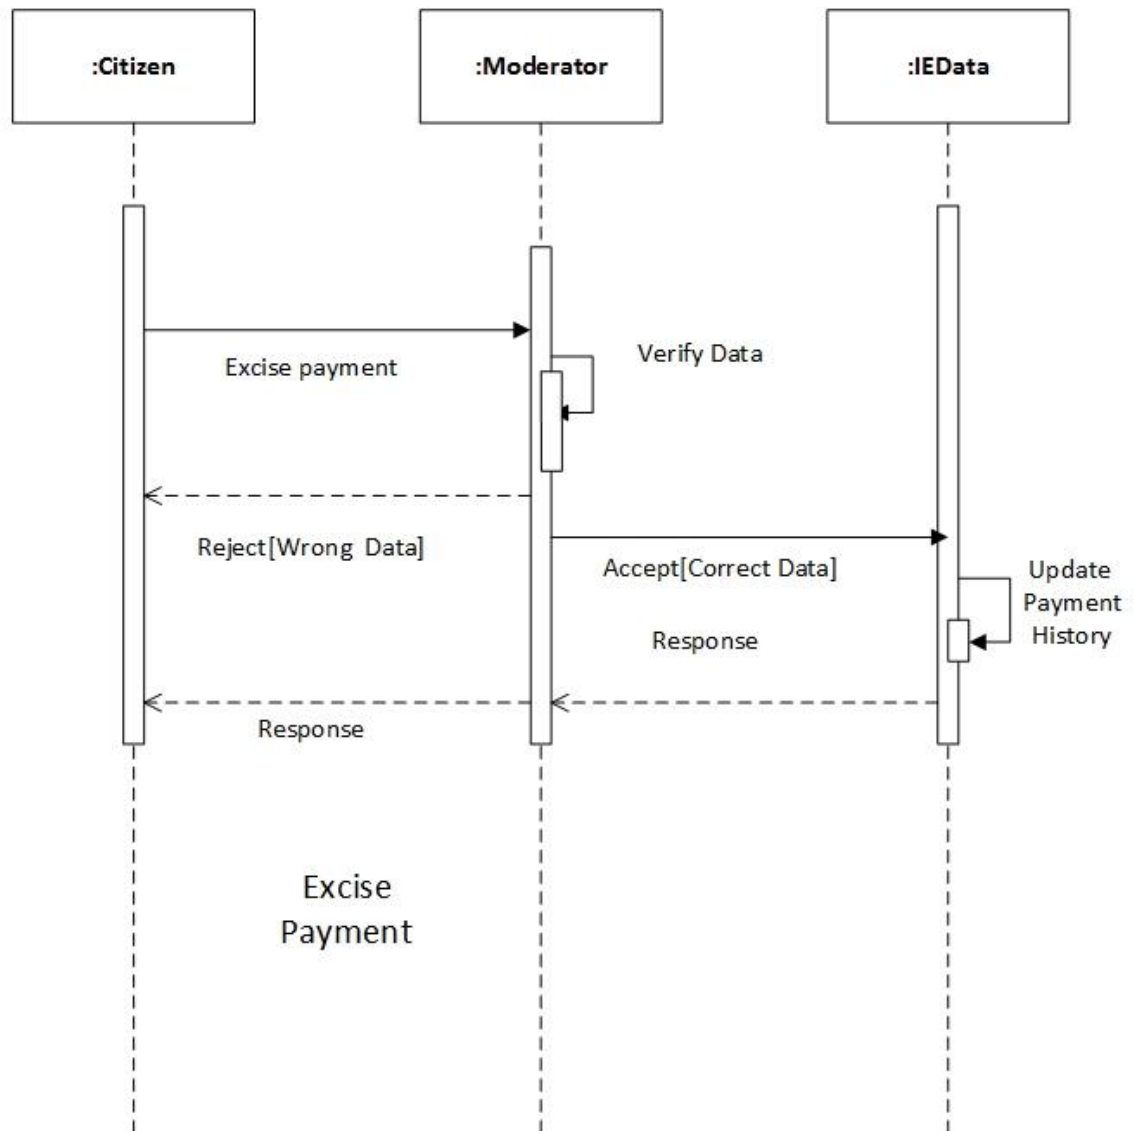 :Citizen
:Moderator
:IEData
Excise payment
Verify Data
Reject[Wrong Data]
Accept[Correct Data]
Update
Payment
History
Response
Response
Excise
Payment